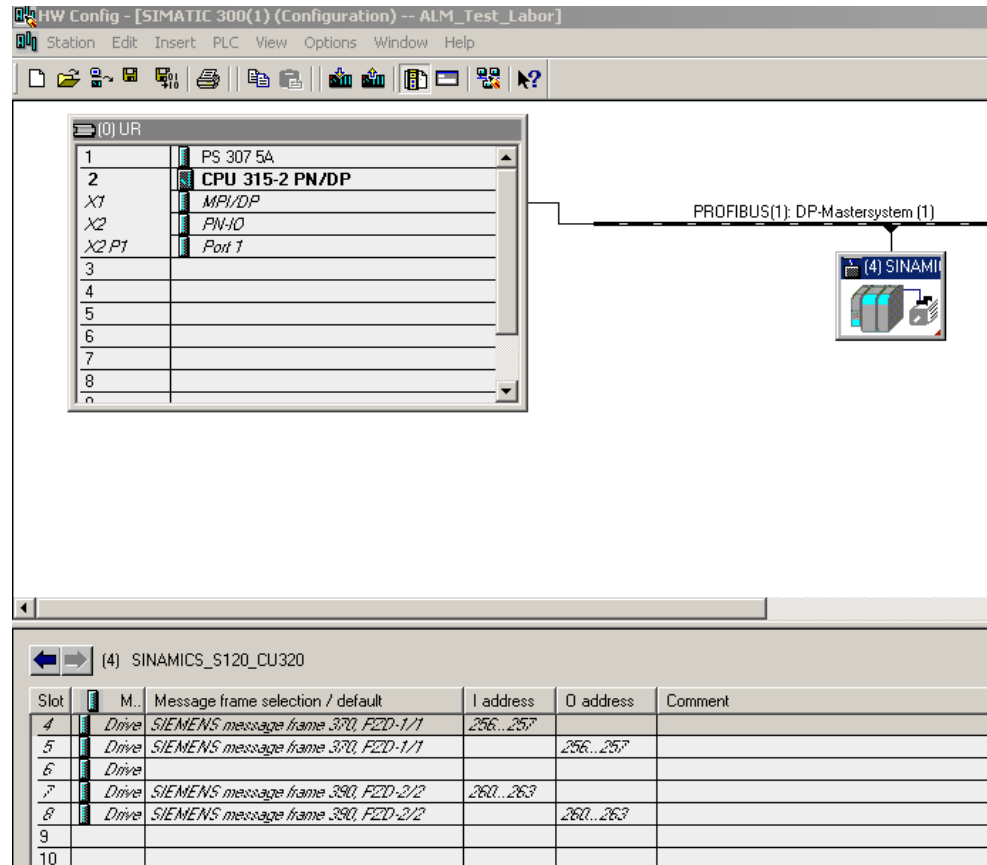 HW Config - [SIMATIC 300(1) (Configuration) -- ALM_Test_Labor]
Station Edit Insert PLC View Options Window Help
(0) UR
1 PS 307 5A
2 CPU 315-2 PN/DP
X1 MPI/DP
X2 PN-IO
X2 P1 Port 1
3
4
5
6
7
8
PROFIBUS(1): DP-Mastersystem (1)
(4) SINAMI
(4) SINAMICS_S120_CU320
Slot M.. Message frame selection / default I address O address Comment
4 Drive SIEMENS message frame 370, PZD-1/1 256...257
5 Drive SIEMENS message frame 370, PZD-1/1 256...257
6 Drive
7 Drive SIEMENS message frame 390, PZD-2/2 260...263
8 Drive SIEMENS message frame 390, PZD-2/2 260...263
9
10